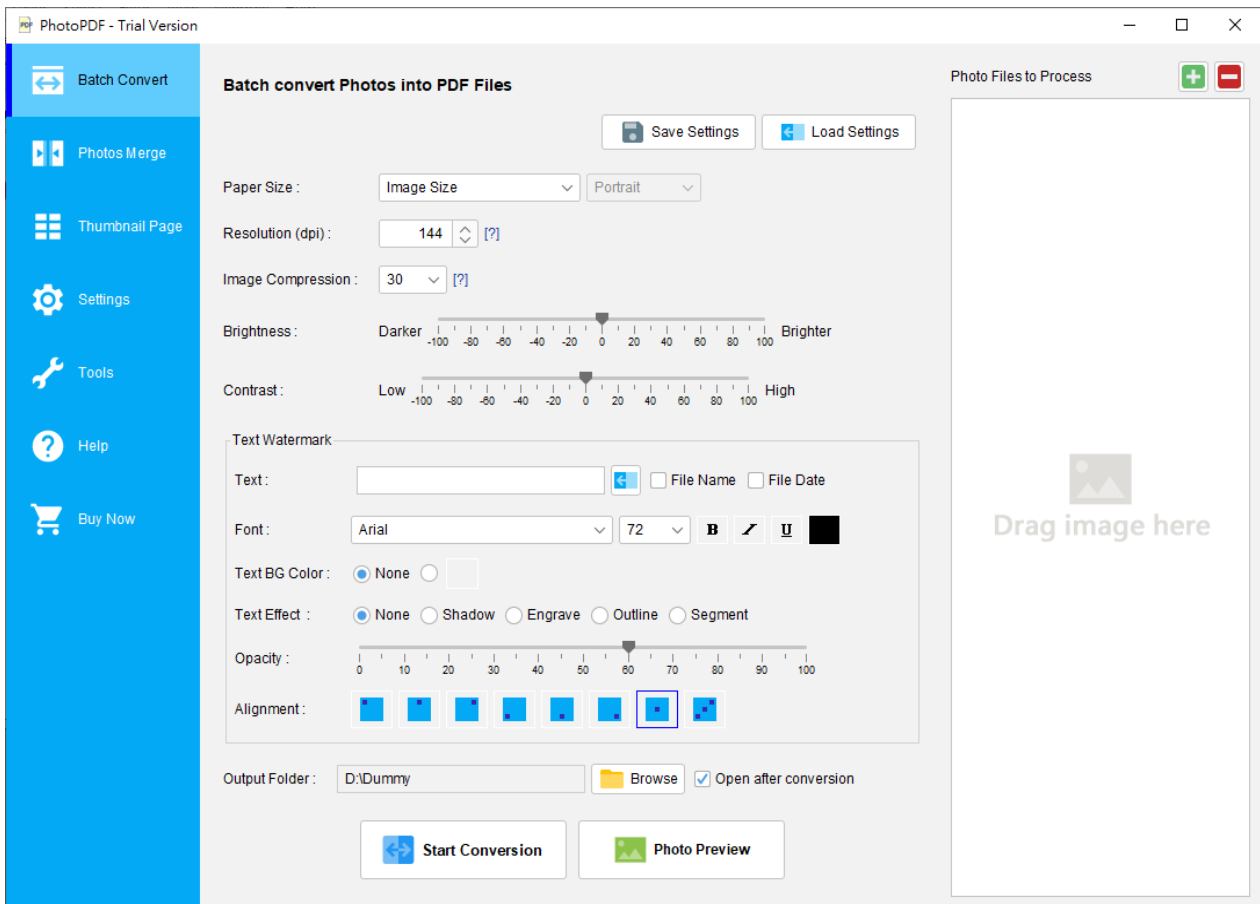 PhotoPDF - Trial Version
Batch Convert
Photos Merge
Thumbnail Page
Settings
Tools
Help
Buy Now
Batch convert Photos into PDF Files
Save Settings
Load Settings
Paper Size :
Image Size
Portrait
Resolution (dpi) :
144
[?]
Image Compression :
30
[?]
Brightness :
Darker
-100 -80 -60 -40 -20 0 20 40 60 80 100
Brighter
Contrast :
Low
-100 -80 -60 -40 -20 0 20 40 60 80 100
High
Text Watermark
Text :
File Name
File Date
Font :
Arial
72
B
I
U
Text BG Color :
None
Text Effect :
None
Shadow
Engrave
Outline
Segment
Opacity :
0 10 20 30 40 50 60 70 80 90 100
Alignment :
Output Folder :
D:\Dummy
Browse
Open after conversion
Start Conversion
Photo Preview
Photo Files to Process
Drag image here